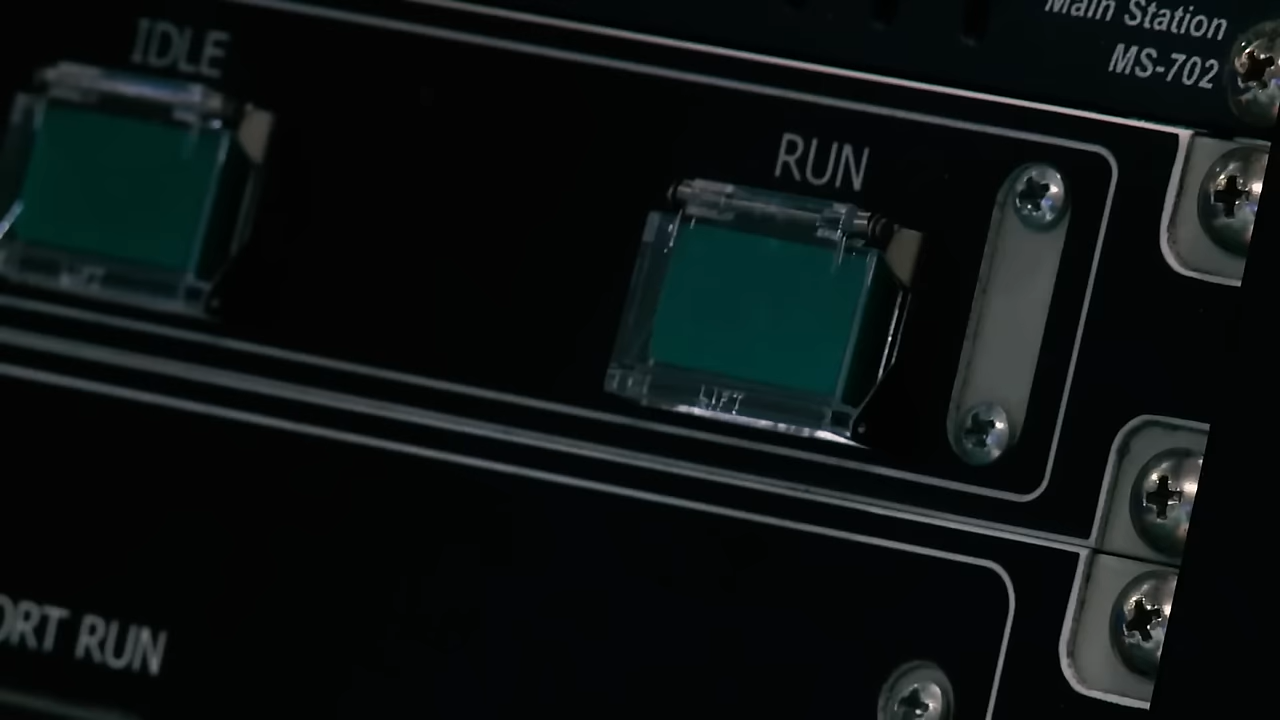 Main Station
MS-702
IDLE
RUN
LIFT
ORT RUN